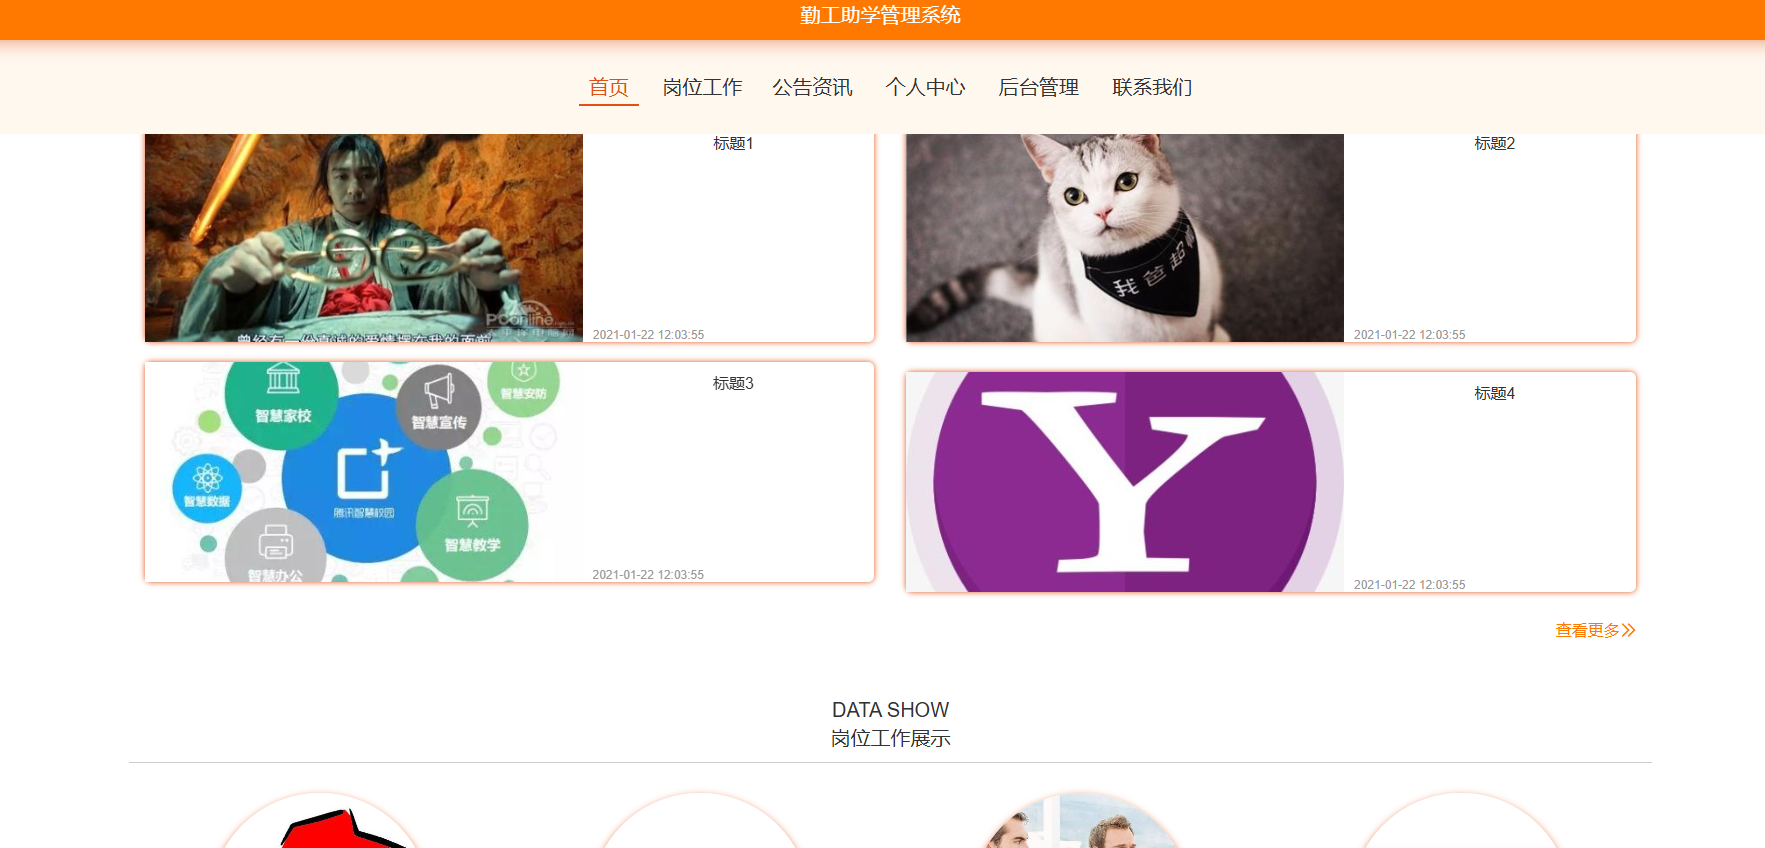 勤工助学管理系统
首页 岗位工作 公告资讯 个人中心 后台管理 联系我们
标题1
PConline
2021-01-22 12:03:55
标题2
我爸超
2021-01-22 12:03:55
智慧家校
智慧宣传
智慧安防
智慧数据
腾讯智慧校园
智慧教学
智慧办公
标题3
2021-01-22 12:03:55
Y
标题4
2021-01-22 12:03:55
查看更多
DATA SHOW
岗位工作展示